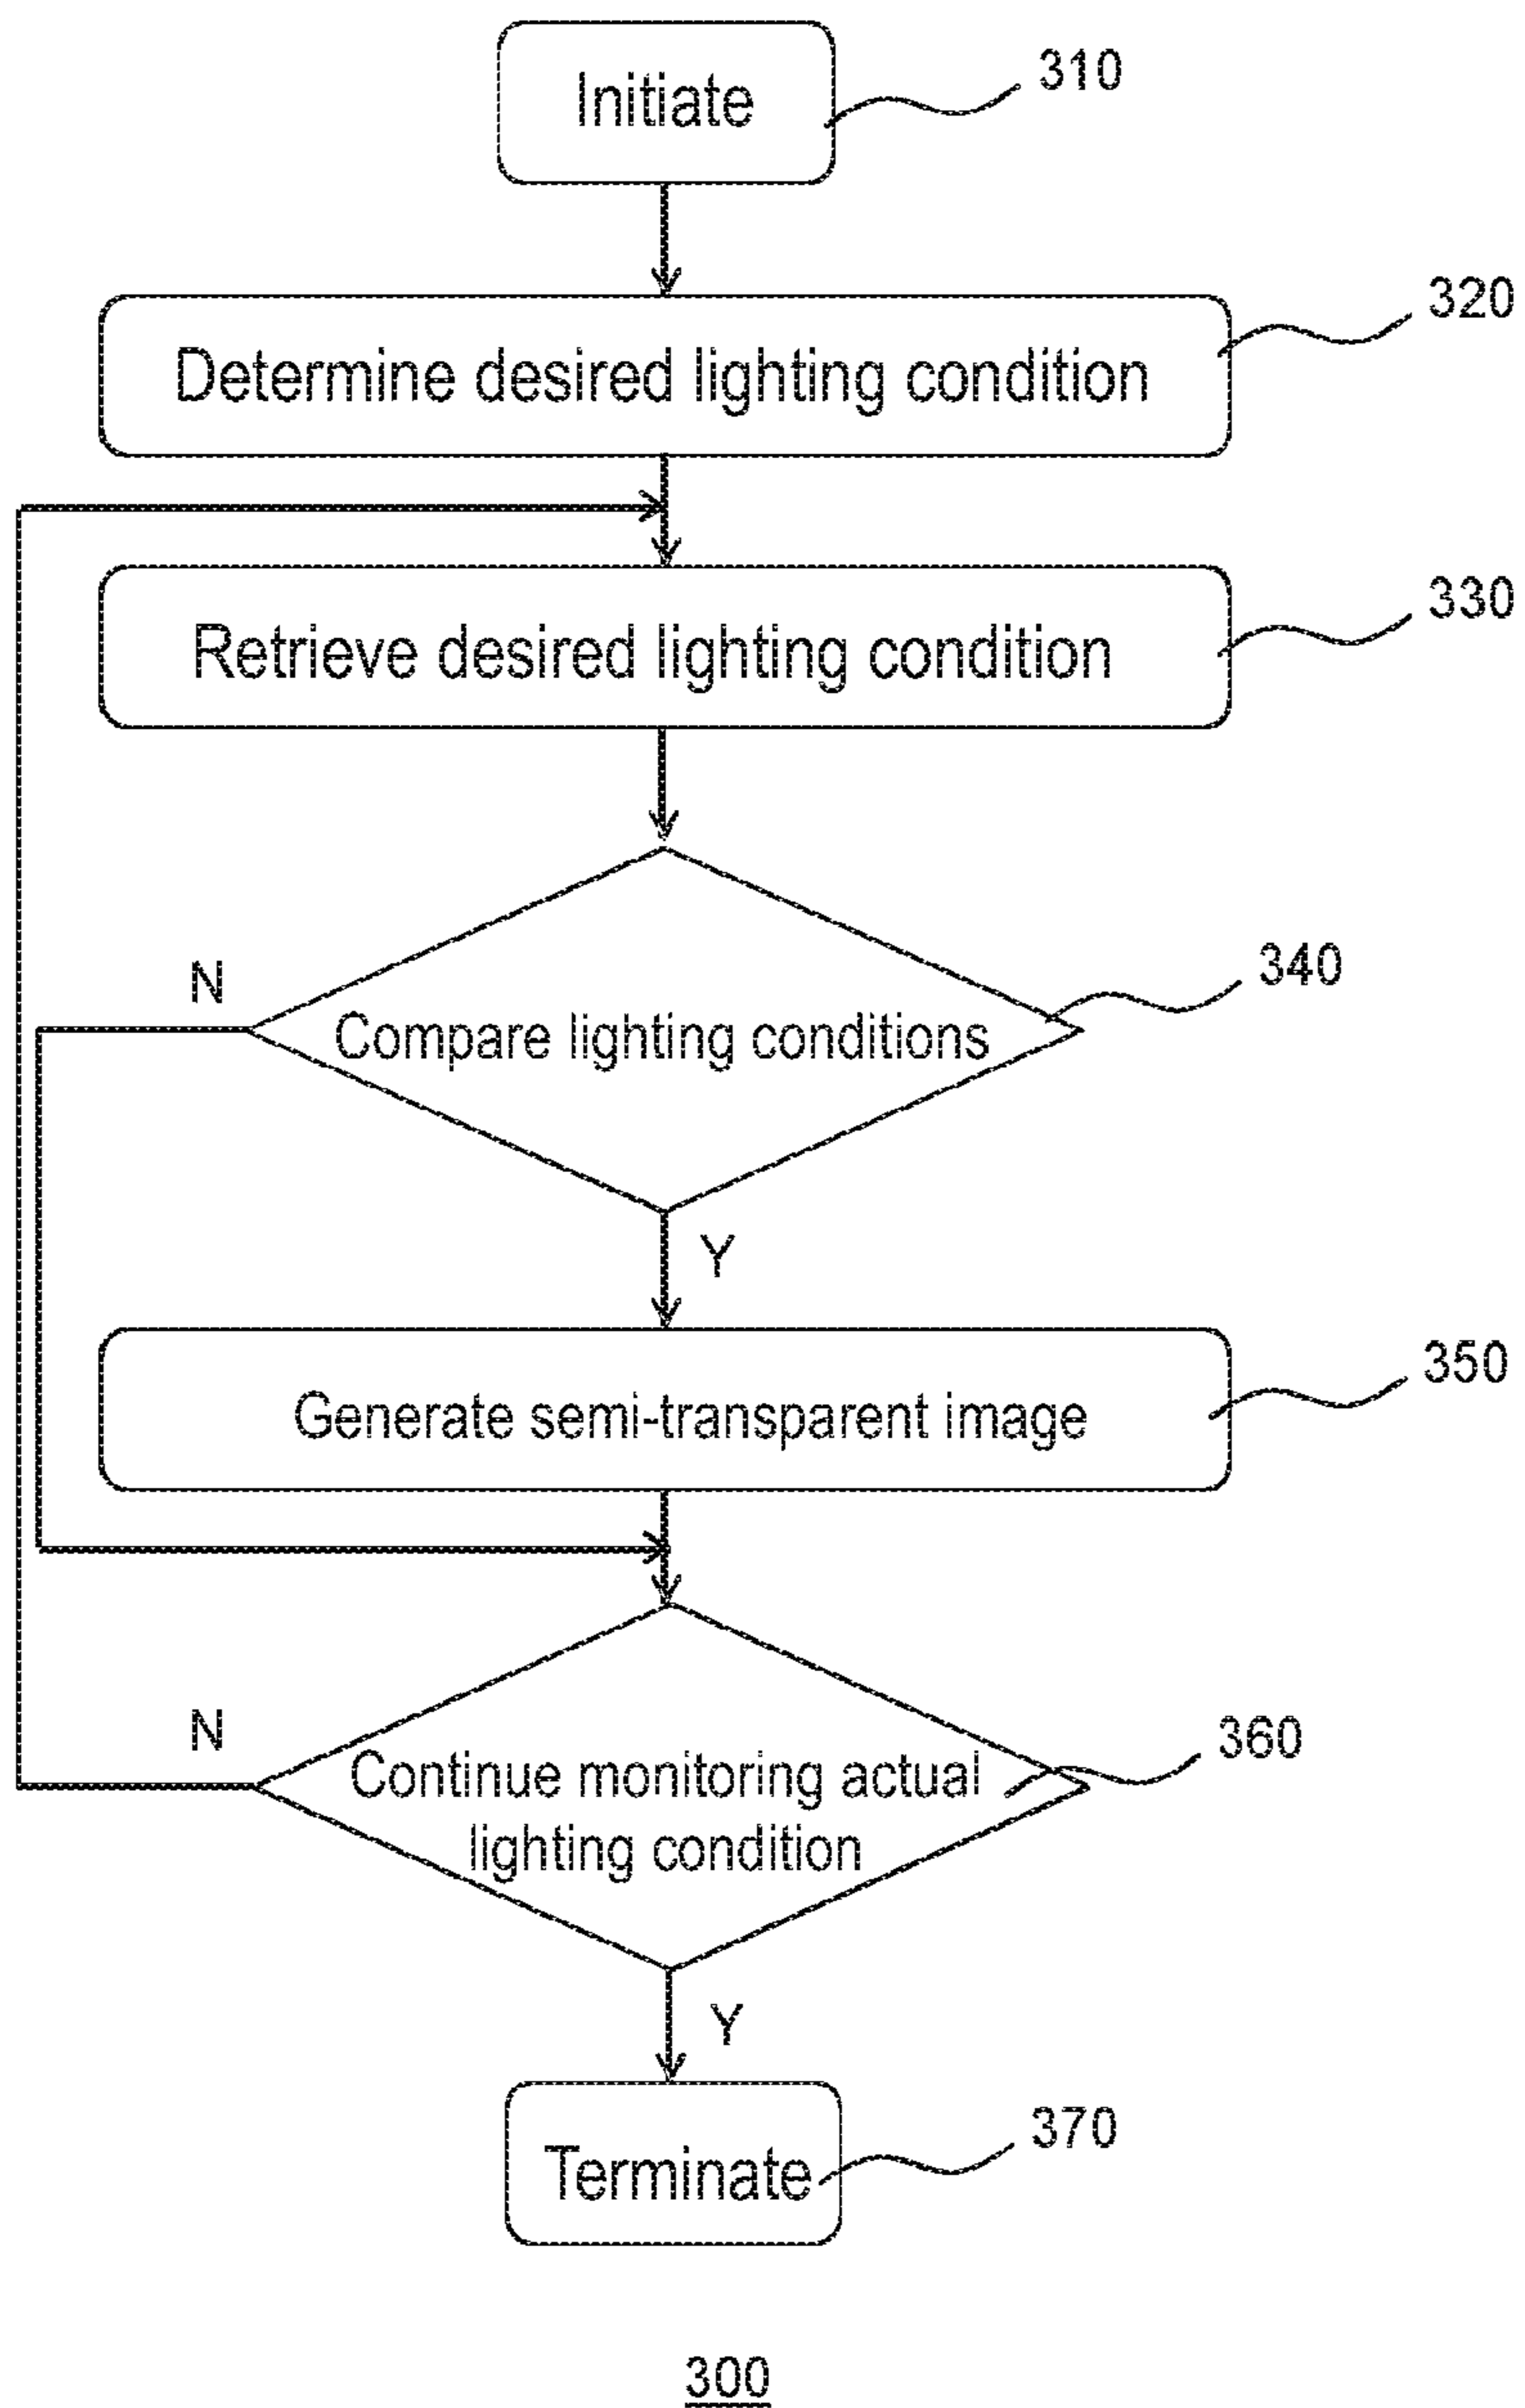 Initiate
310
Determine desired lighting condition
320
Retrieve desired lighting condition
330
N
Compare lighting conditions
340
Y
Generate semi-transparent image
350
N
Continue monitoring actual
lighting condition
360
Y
Terminate
370
300